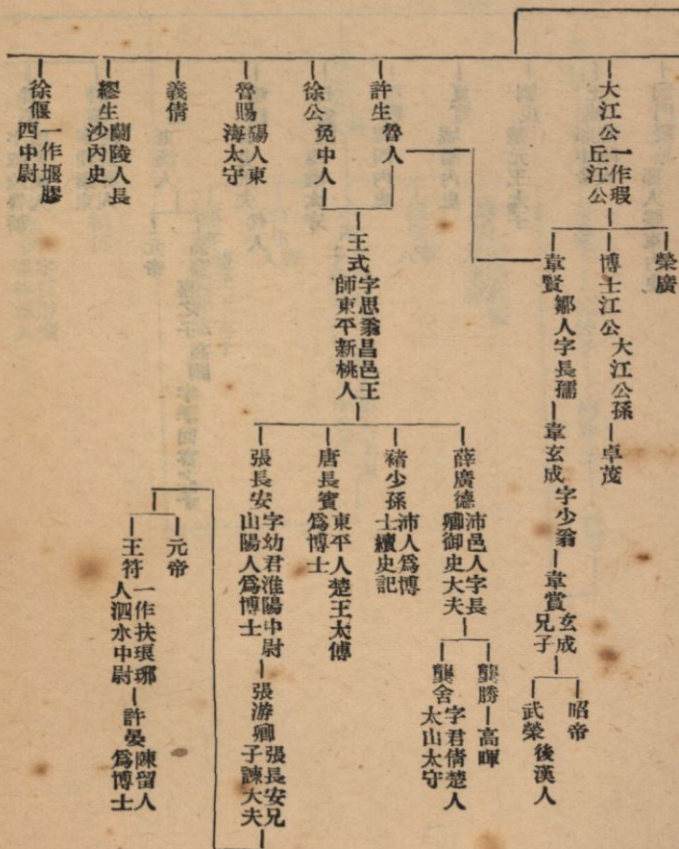 大江公 一作瑕
丘江公
榮廣
博士江公 大江公孫
卓茂
韋賢 鄒人字長孺
韋玄成 字少翁
韋賞 玄成
兄子
昭帝
武榮 後漢人
許生 魯人
徐公 免中人
王式 字思翁昌邑王
師東平新桃人
薛廣德 沛邑人字長
卿御史大夫
龔勝
高暉
龔舍 字君倩楚人
太山太守
褚少孫 沛人爲博
士續史記
唐長賓 東平人楚王太傅
爲博士
張長安 字幼君淮陽中尉
山陽人爲博士
張游卿 張長安兄
子諫大夫
元帝
王符 一作扶琅琊
人泗水中尉
許晏 陳留人
爲博士
魯賜 碭人東
海太守
義倩
繆生 蘭陵人長
沙內史
徐偃 一作堰膠
西中尉